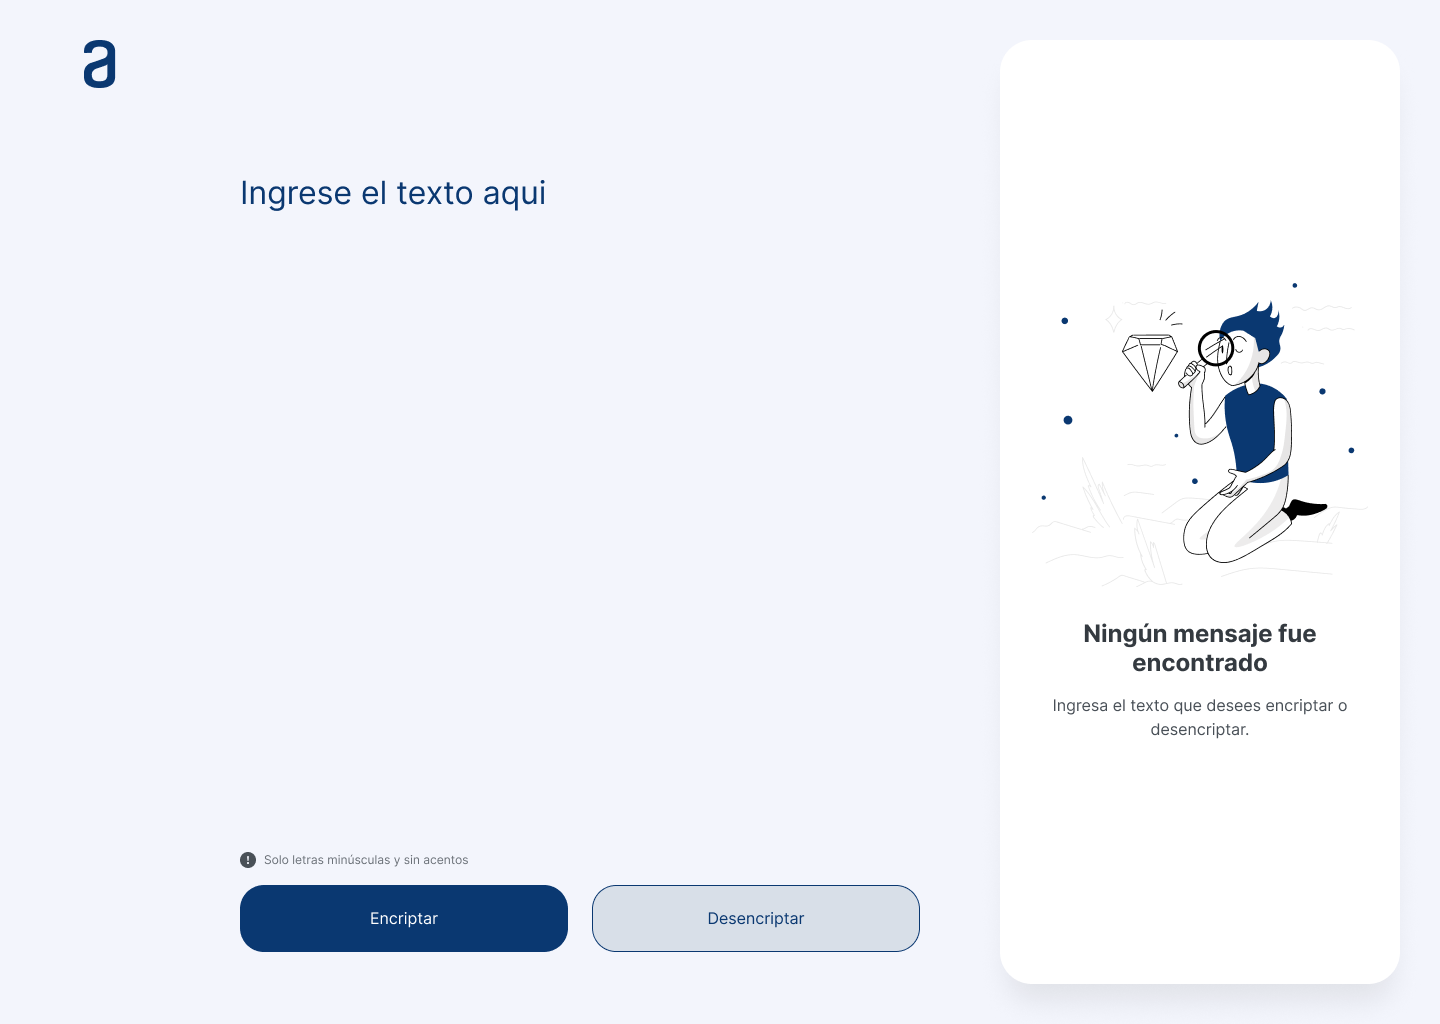 a
Ingrese el texto aqui
Solo letras minúsculas y sin acentos
Encriptar
Desencriptar
Ningún mensaje fue
encontrado
Ingresa el texto que desees encriptar o
desencriptar.